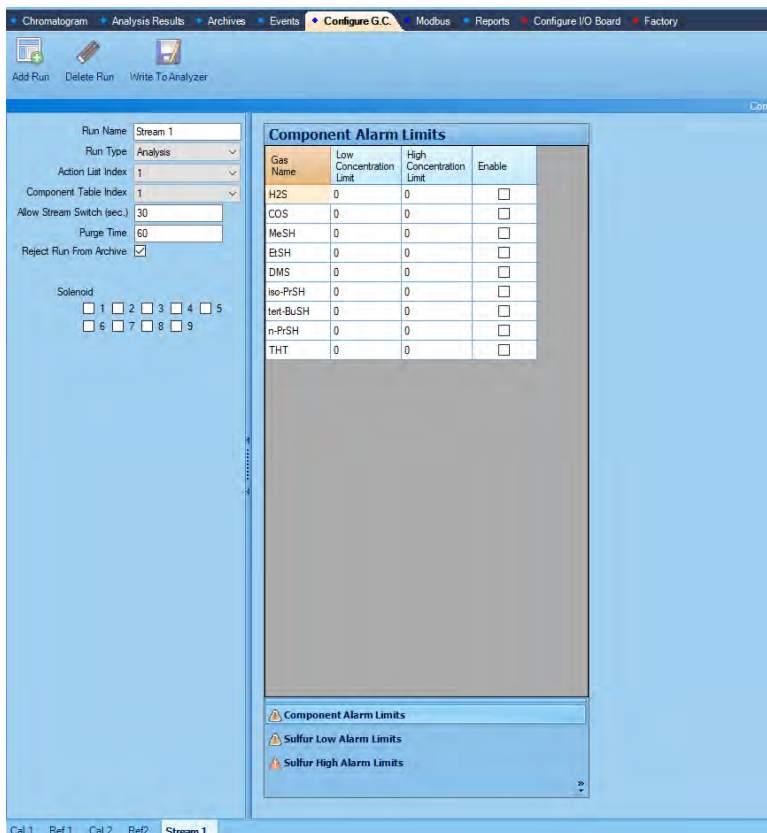 Chromatogram Analysis Results Archives Events Configure G.C. Modbus Reports Configure I/O Board Factory
Add Run Delete Run Write To Analyzer
Run Name Stream 1
Run Type Analysis
Action List Index 1
Component Table Index 1
Allow Stream Switch (sec.) 30
Purge Time 60
Reject Run From Archive
Solenoid
1 2 3 4 5
6 7 8 9
Component Alarm Limits
Gas Name Low Concentration Limit High Concentration Limit Enable
H2S 0 0
COS 0 0
MeSH 0 0
EtSH 0 0
DMS 0 0
iso-PrSH 0 0
tert-BuSH 0 0
n-PrSH 0 0
THT 0 0
Component Alarm Limits
Sulfur Low Alarm Limits
Sulfur High Alarm Limits
Cal 1 Ref 1 Cal 2 Ref2 Stream 1